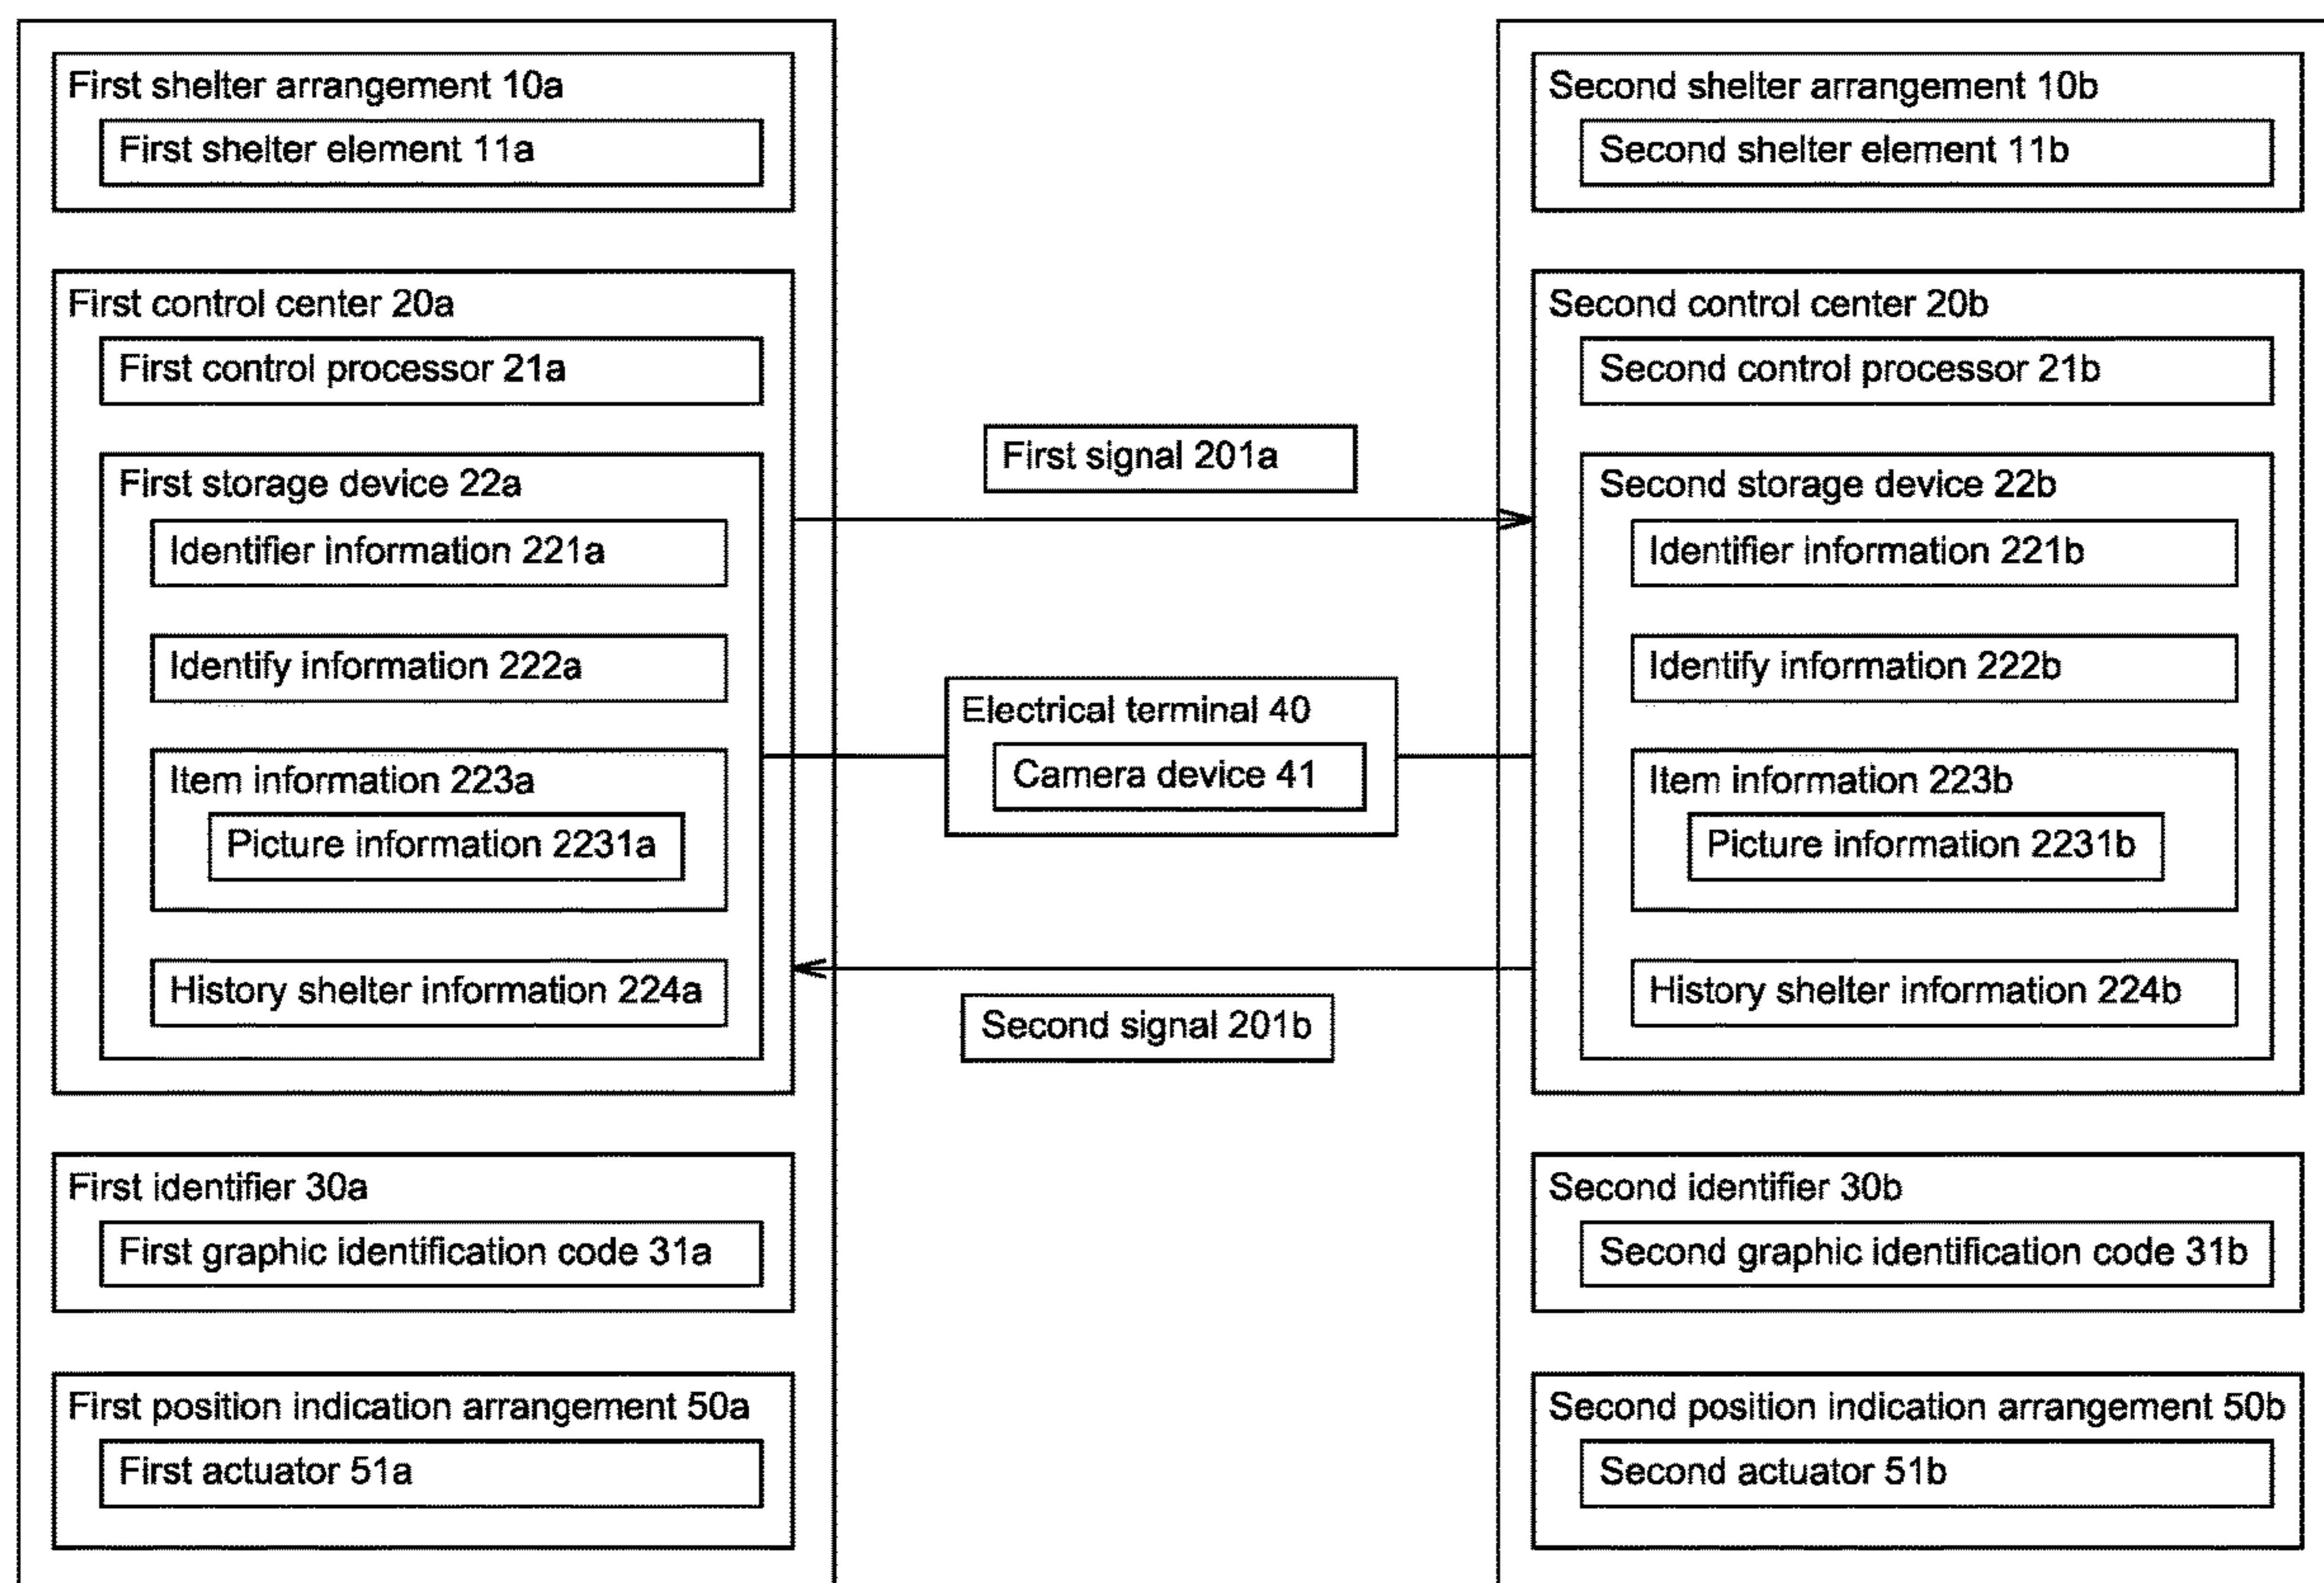 First shelter arrangement 10a
First shelter element 11a
First control center 20a
First control processor 21a
First storage device 22a
Identifier information 221a
Identify information 222a
Item information 223a
Picture information 2231a
History shelter information 224a
First identifier 30a
First graphic identification code 31a
First position indication arrangement 50a
First actuator 51a
First signal 201a
Electrical terminal 40
Camera device 41
Second signal 201b
Second shelter arrangement 10b
Second shelter element 11b
Second control center 20b
Second control processor 21b
Second storage device 22b
Identifier information 221b
Identify information 222b
Item information 223b
Picture information 2231b
History shelter information 224b
Second identifier 30b
Second graphic identification code 31b
Second position indication arrangement 50b
Second actuator 51b